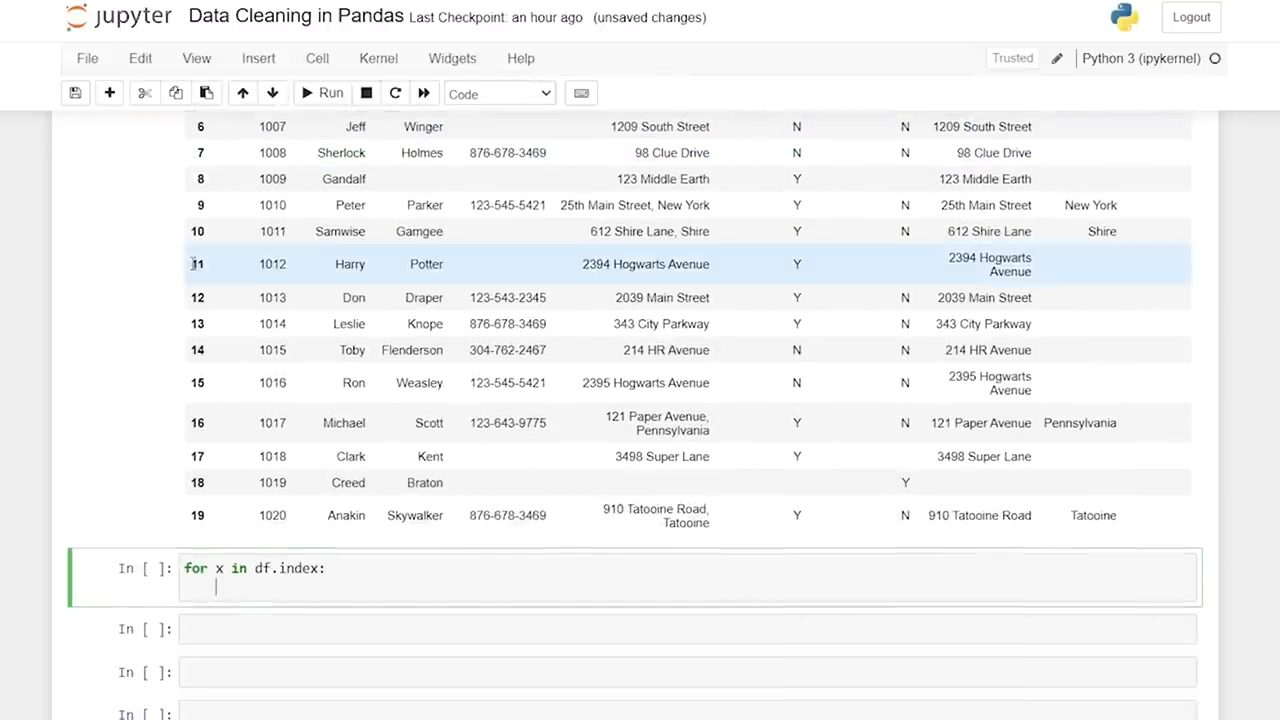 jupyter Data Cleaning in Pandas Last Checkpoint: an hour ago (unsaved changes) Logout
File Edit View Insert Cell Kernel Widgets Help Trusted Python 3 (ipykernel)
Run Code
6 1007 Jeff Winger 1209 South Street N N 1209 South Street
7 1008 Sherlock Holmes 876-678-3469 98 Clue Drive N N 98 Clue Drive
8 1009 Gandalf 123 Middle Earth Y 123 Middle Earth
9 1010 Peter Parker 123-545-5421 25th Main Street, New York Y N 25th Main Street New York
10 1011 Samwise Gamgee 612 Shire Lane, Shire Y N 612 Shire Lane Shire
11 1012 Harry Potter 2394 Hogwarts Avenue Y 2394 Hogwarts
Avenue
12 1013 Don Draper 123-543-2345 2039 Main Street Y N 2039 Main Street
13 1014 Leslie Knope 876-678-3469 343 City Parkway Y N 343 City Parkway
14 1015 Toby Flenderson 304-762-2467 214 HR Avenue N N 214 HR Avenue
15 1016 Ron Weasley 123-545-5421 2395 Hogwarts Avenue N N 2395 Hogwarts
Avenue
16 1017 Michael Scott 123-643-9775 121 Paper Avenue,
Pennsylvania Y N 121 Paper Avenue Pennsylvania
17 1018 Clark Kent 3498 Super Lane Y 3498 Super Lane
18 1019 Creed Braton Y
19 1020 Anakin Skywalker 876-678-3469 910 Tatooine Road,
Tatooine Y N 910 Tatooine Road Tatooine
In [ ]: for x in df.index:
In [ ]:
In [ ]:
In [ ]: